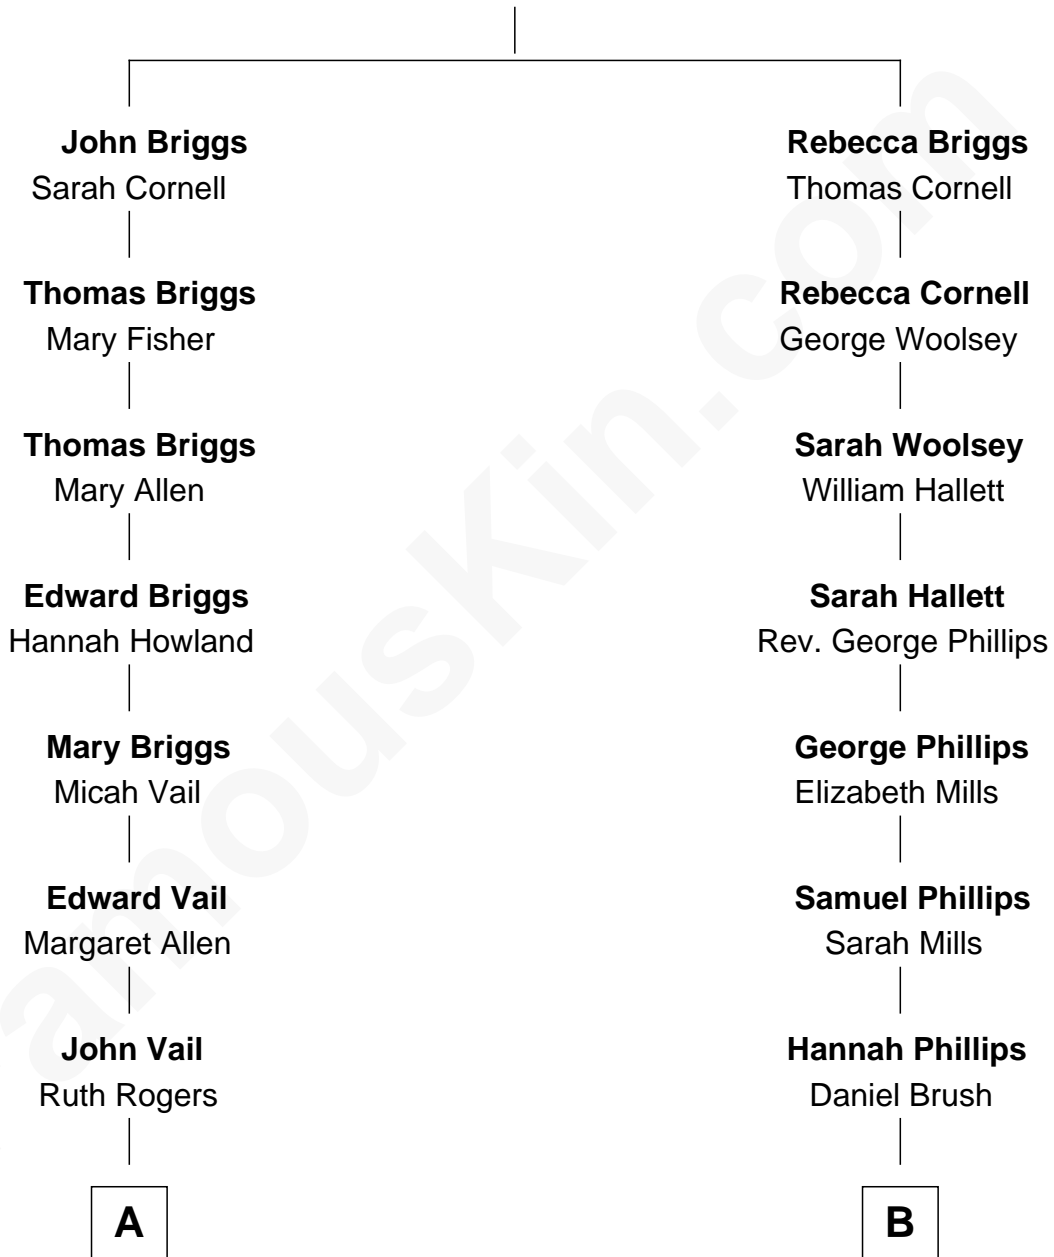 John Briggs
Sarah Cornell
Thomas Briggs
Mary Fisher
Thomas Briggs
Mary Allen
Edward Briggs
Hannah Howland
Mary Briggs
Micah Vail
Edward Vail
Margaret Allen
John Vail
Ruth Rogers
A
Rebecca Briggs
Thomas Cornell
Rebecca Cornell
George Woolsey
Sarah Woolsey
William Hallett
Sarah Hallett
Rev. George Phillips
George Phillips
Elizabeth Mills
Samuel Phillips
Sarah Mills
Hannah Phillips
Daniel Brush
B
amouskin.com